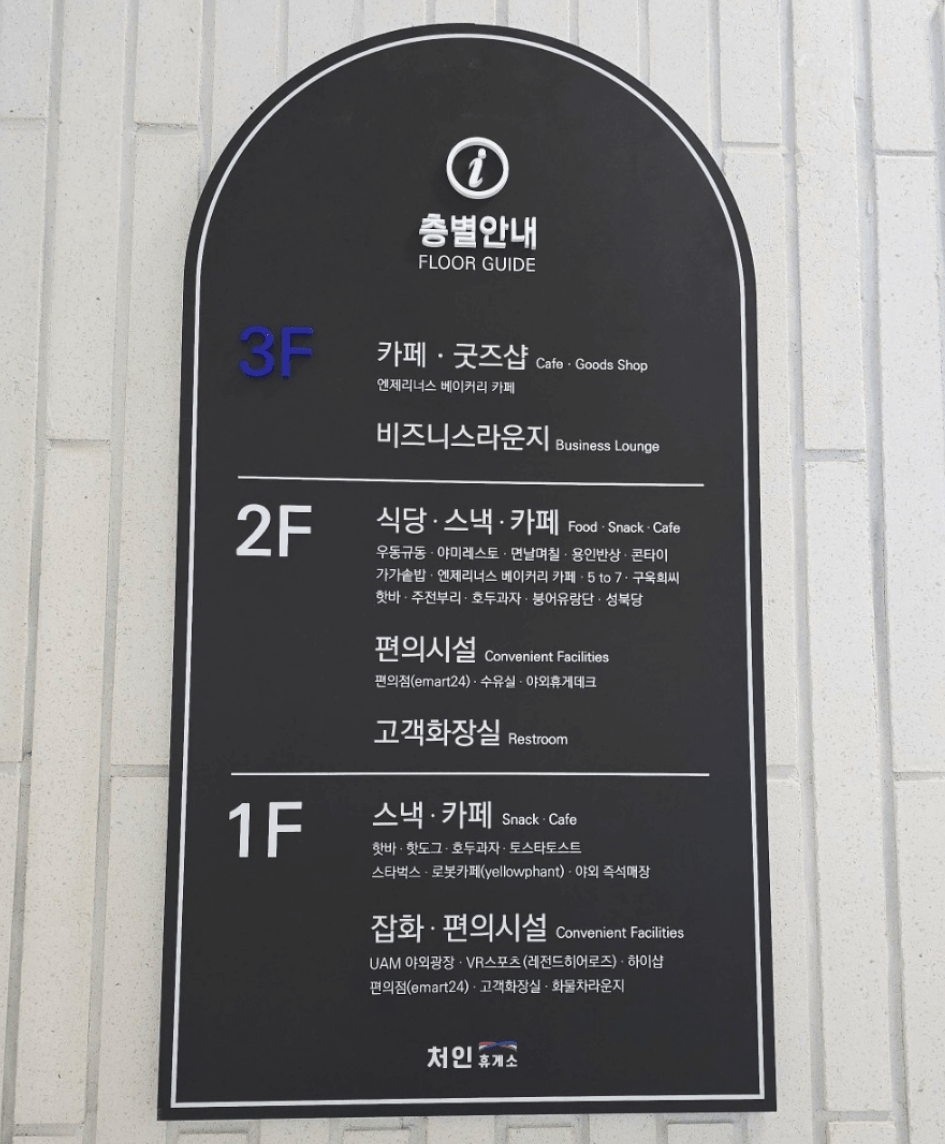 i
층별안내
FLOOR GUIDE
3F
카페 · 굿즈샵 Cafe · Goods Shop
엔제리너스 베이커리 카페
비즈니스라운지 Business Lounge
2F
식당 · 스낵 · 카페 Food · Snack · Cafe
우동규동 · 야미레스토 · 면날며칠 · 용인반상 · 콘타이
가가솥밥 · 엔제리너스 베이커리 카페 · 5 to 7 · 구욱희씨
핫바 · 주전부리 · 호두과자 · 붕어유랑단 · 성북당
편의시설 Convenient Facilities
편의점(emart24) · 수유실 · 야외휴게데크
고객화장실 Restroom
1F
스낵 · 카페 Snack · Cafe
핫바 · 핫도그 · 호두과자 · 토스타토스트
스타벅스 · 로봇카페(yellowphant) · 야외 즉석매장
잡화 · 편의시설 Convenient Facilities
UAM 야외광장 · VR스포츠(레전드히어로즈) · 하이샵
편의점(emart24) · 고객화장실 · 화물차라운지
처인 휴게소